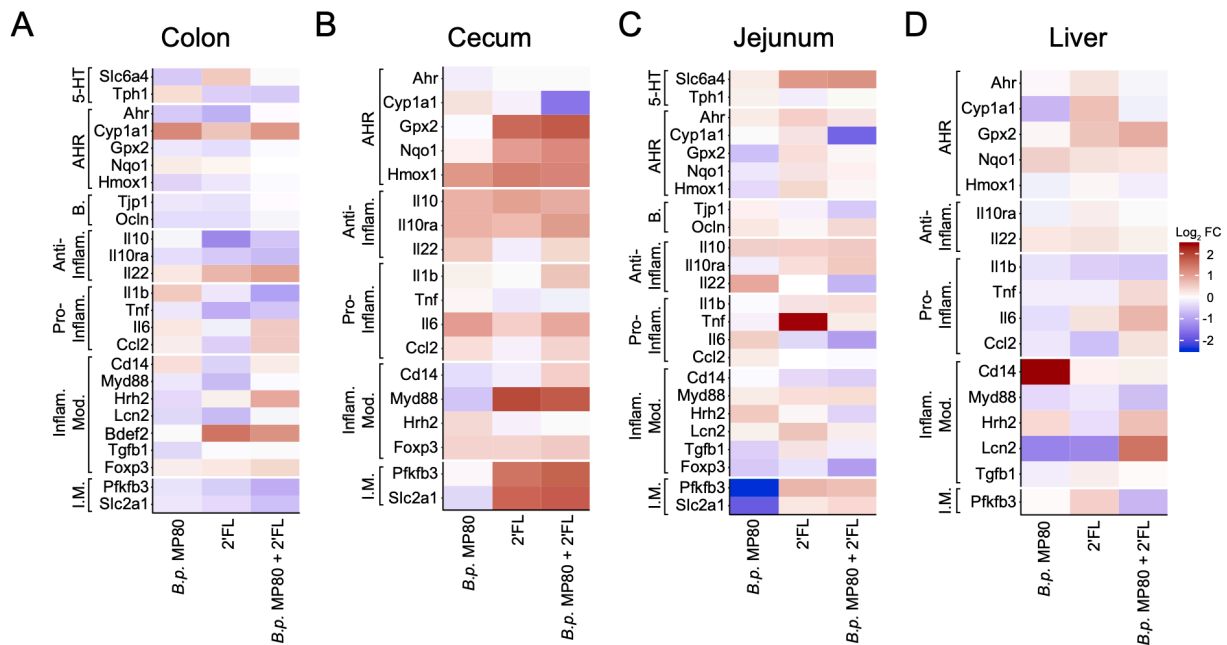 A
Colon
5-HT
Slc6a4
Tph1
AHR
Ahr
Cyp1a1
Gpx2
Nqo1
Hmox1
B.
Tjp1
Ocln
Anti-
Inflam.
Il10
Il10ra
Il22
Pro-
Inflam.
Il1b
Tnf
Il6
Ccl2
Inflam.
Mod.
Cd14
Myd88
Hrh2
Lcn2
Bdef2
Tgfb1
Foxp3
I.M.
Pfkfb3
Slc2a1
B.p. MP80
2'FL
B.p. MP80 + 2'FL
B
Cecum
AHR
Ahr
Cyp1a1
Gpx2
Nqo1
Hmox1
Anti-
Inflam.
Il10
Il10ra
Il22
Pro-
Inflam.
Il1b
Tnf
Il6
Ccl2
Inflam.
Mod.
Cd14
Myd88
Hrh2
Foxp3
I.M.
Pfkfb3
Slc2a1
B.p. MP80
2'FL
B.p. MP80 + 2'FL
C
Jejunum
5-HT
Slc6a4
Tph1
AHR
Ahr
Cyp1a1
Gpx2
Nqo1
Hmox1
B.
Tjp1
Ocln
Anti-
Inflam.
Il10
Il10ra
Il22
Pro-
Inflam.
Il1b
Tnf
Il6
Ccl2
Inflam.
Mod.
Cd14
Myd88
Hrh2
Lcn2
Tgfb1
Foxp3
I.M.
Pfkfb3
Slc2a1
B.p. MP80
2'FL
B.p. MP80 + 2'FL
D
Liver
AHR
Ahr
Cyp1a1
Gpx2
Nqo1
Hmox1
Anti-
Inflam.
Il10ra
Il22
Pro-
Inflam.
Il1b
Tnf
Il6
Ccl2
Inflam.
Mod.
Cd14
Myd88
Hrh2
Lcn2
Tgfb1
I.M.
Pfkfb3
B.p. MP80
2'FL
B.p. MP80 + 2'FL
Log₂ FC
2
1
0
-1
-2